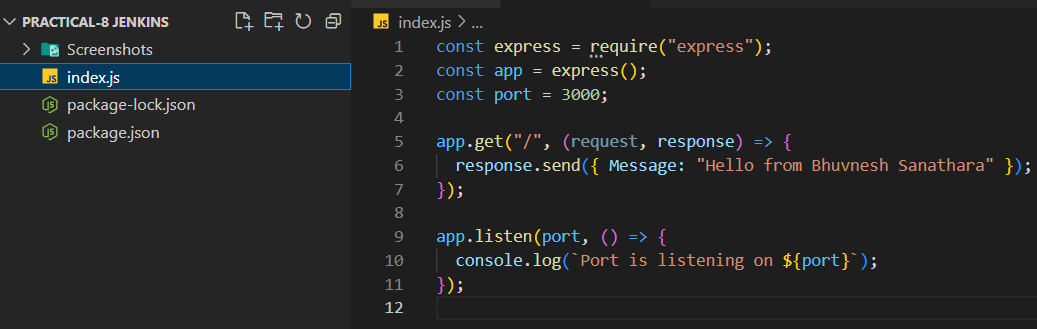 PRACTICAL-8 JENKINS
Screenshots
JS index.js
JS package-lock.json
JS package.json
JS index.js > ...
1 const express = require("express");
2 const app = express();
3 const port = 3000;
4
5 app.get("/", (request, response) => {
6   response.send({ Message: "Hello from Bhuvnesh Sanathara" });
7 });
8
9 app.listen(port, () => {
10   console.log(`Port is listening on ${port}`);
11 });
12